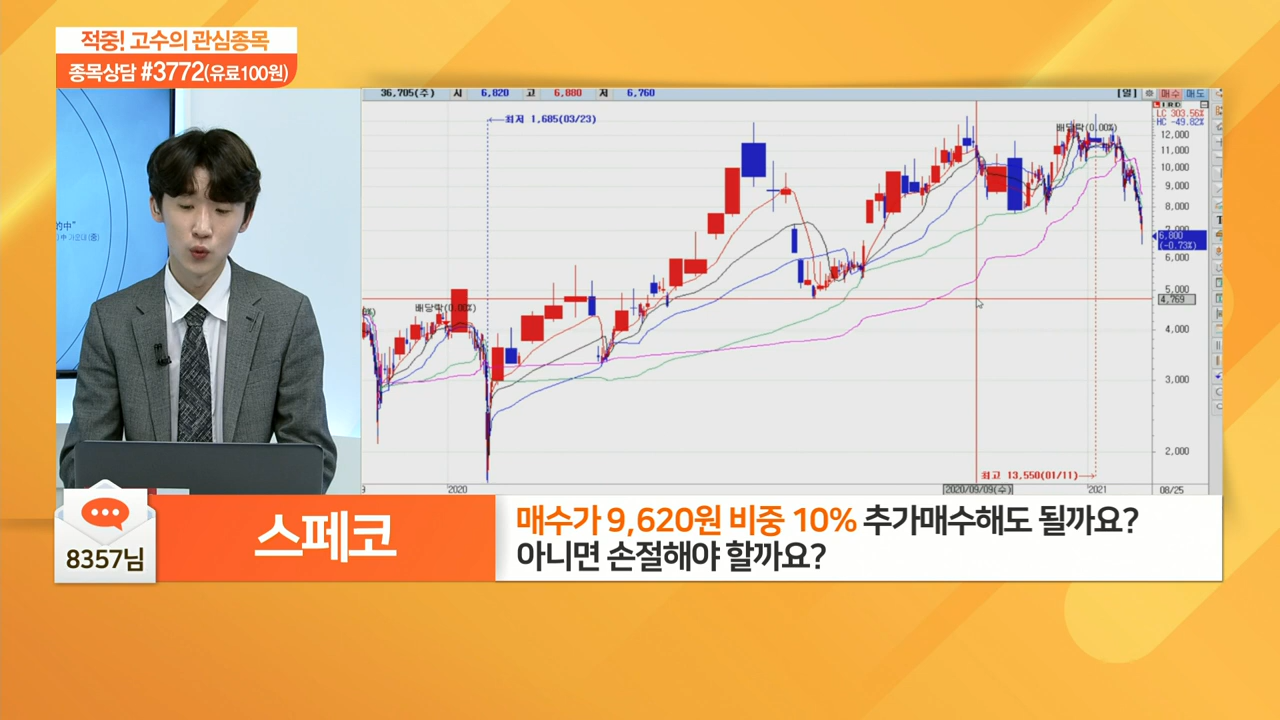 적중! 고수의 관심종목
종목상담 #3772(유료100원)
36,705(주) 시 6,820 고 6,880 저 6,760 [일] 매수 매도
최저 1,685(03/23)
LC 303.56%
HC -49.82%
배당락(0.00%)
12,000
11,000
10,000
9,000
8,000
7,000
6,800
(-0.73%)
6,000
5,000
4,769
4,000
3,000
2,000
배당락(0.00%)
최고 13,550(01/11)
2020
2020/09/09(수)
2021
08/25
的中"
스페코
8357님
매수가 9,620원 비중 10% 추가매수해도 될까요?
아니면 손절해야 할까요?